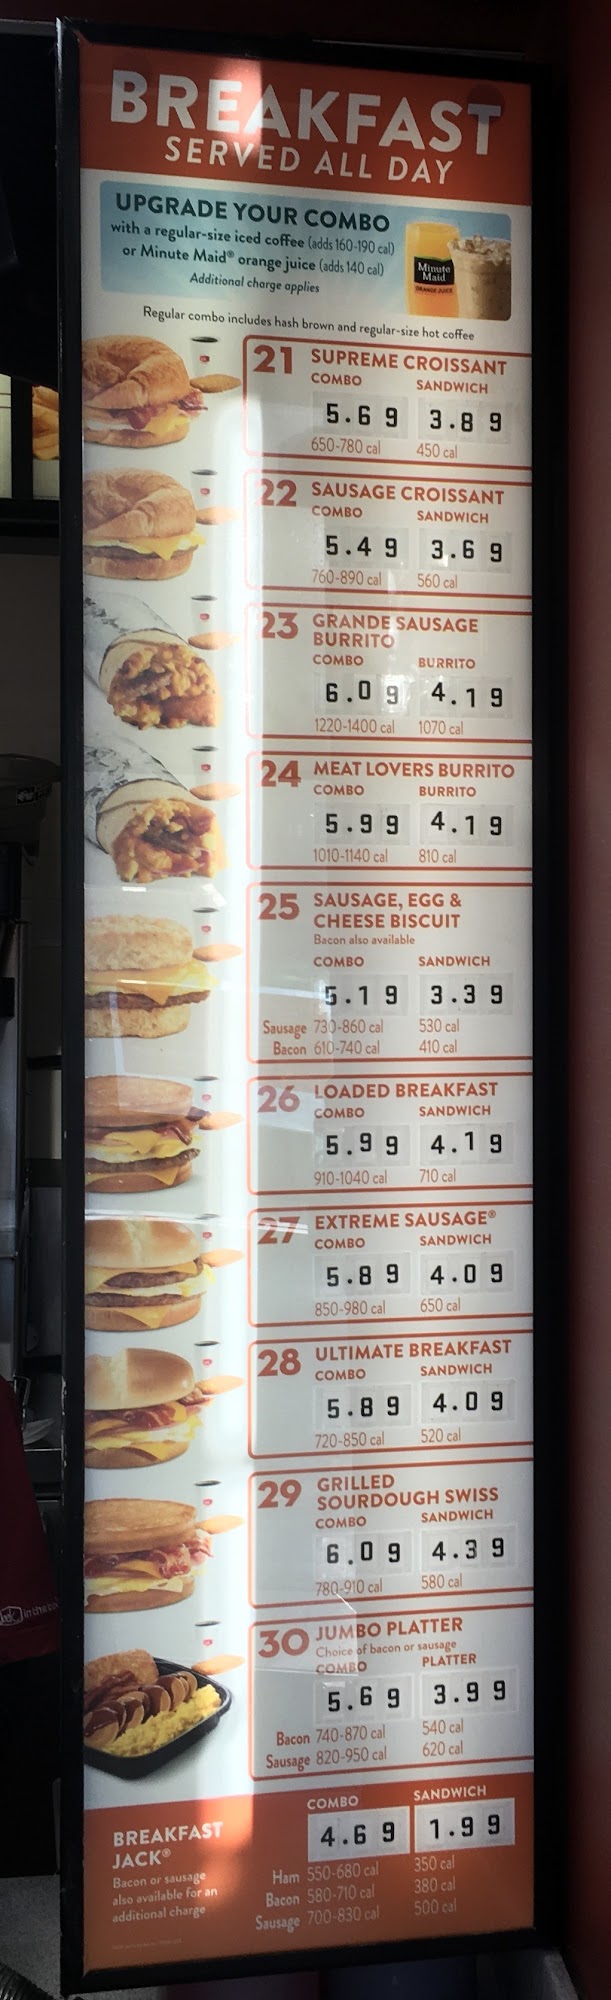 BREAKFAST
SERVED ALL DAY
UPGRADE YOUR COMBO
with a regular-size iced coffee (adds 160-190 cal)
or Minute Maid® orange juice (adds 140 cal)
Additional charge applies
Minute
Maid
ORANGE JUICE
Regular combo includes hash brown and regular-size hot coffee
21 SUPREME CROISSANT
COMBO SANDWICH
5.69 3.89
650-780 cal 450 cal
22 SAUSAGE CROISSANT
COMBO SANDWICH
5.49 3.69
760-890 cal 560 cal
23 GRANDE SAUSAGE
BURRITO
COMBO BURRITO
6.09 4.19
1220-1400 cal 1070 cal
24 MEAT LOVERS BURRITO
COMBO BURRITO
5.99 4.19
1010-1140 cal 810 cal
25 SAUSAGE, EGG &
CHEESE BISCUIT
Bacon also available
COMBO SANDWICH
5.19 3.39
Sausage 730-860 cal 530 cal
Bacon 610-740 cal 410 cal
26 LOADED BREAKFAST
COMBO SANDWICH
5.99 4.19
910-1040 cal 710 cal
27 EXTREME SAUSAGE®
COMBO SANDWICH
5.89 4.09
850-980 cal 650 cal
28 ULTIMATE BREAKFAST
COMBO SANDWICH
5.89 4.09
720-850 cal 520 cal
29 GRILLED
SOURDOUGH SWISS
COMBO SANDWICH
6.09 4.39
780-910 cal 580 cal
30 JUMBO PLATTER
Choice of bacon or sausage
COMBO PLATTER
5.69 3.99
Bacon 740-870 cal 540 cal
Sausage 820-950 cal 620 cal
BREAKFAST
JACK®
Bacon or sausage
also available for an
additional charge
COMBO SANDWICH
4.69 1.99
Ham 550-680 cal 350 cal
Bacon 580-710 cal 380 cal
Sausage 700-830 cal 500 cal